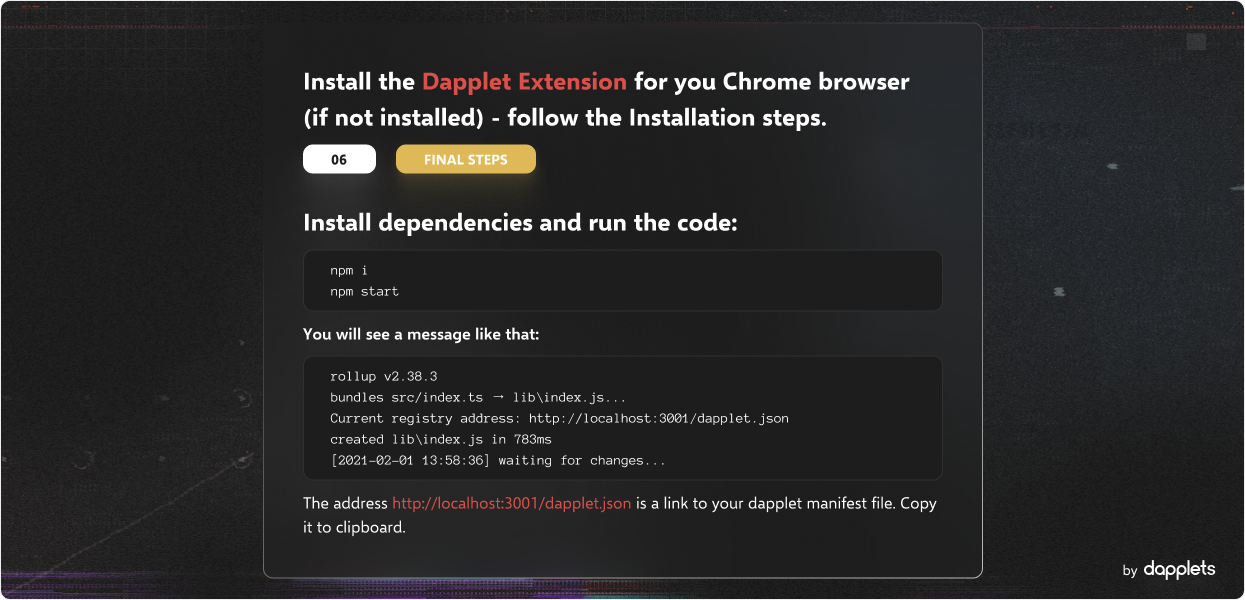 Install the Dapplet Extension for you Chrome browser
(if not installed) - follow the Installation steps.
06 FINAL STEPS
Install dependencies and run the code:
npm i
npm start
You will see a message like that:
rollup v2.38.3
bundles src/index.ts → lib\index.js...
Current registry address: http://localhost:3001/dapplet.json
created lib\index.js in 783ms
[2021-02-01 13:58:36] waiting for changes...
The address http://localhost:3001/dapplet.json is a link to your dapplet manifest file. Copy
it to clipboard.
by dapplets